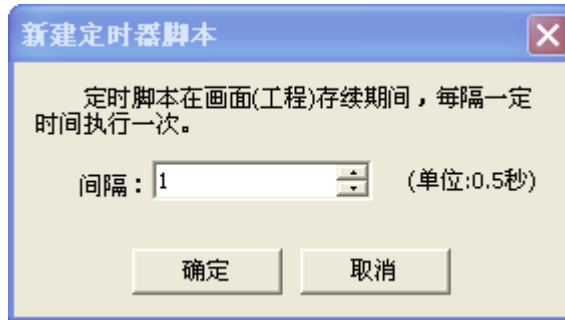 新建定时器脚本
定时脚本在画面(工程)存续期间，每隔一定
时间执行一次。
间隔：1 (单位:0.5秒)
确定 取消